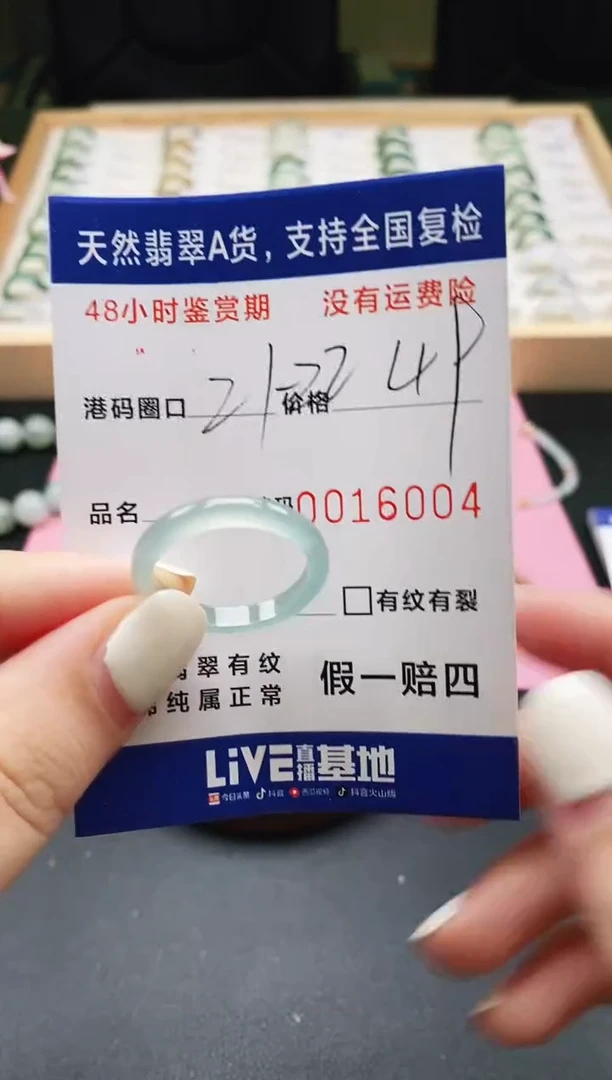 天然翡翠A货，支持全国复检
48小时鉴赏期 没有运费险
港码圈口 21-22 价格
品名 0016004
□有纹有裂
翡翠有纹
纯属正常
假一赔四
LiVE直播基地
今日头条 抖音 西瓜视频 抖音火山版